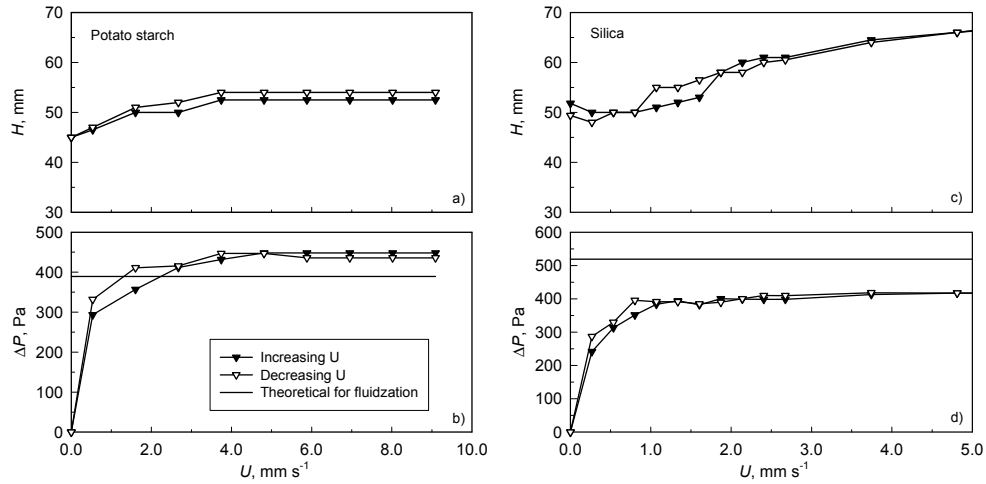 70
60
50
40
30
H, mm
Potato starch
a)
70
60
50
40
30
H, mm
Silica
c)
500
400
300
200
100
0
ΔP, Pa
Increasing U
Decreasing U
Theoretical for fluidzation
b)
0.0 2.0 4.0 6.0 8.0 10.0
U, mm s⁻¹
600
500
400
300
200
100
0
ΔP, Pa
d)
0.0 1.0 2.0 3.0 4.0 5.0
U, mm s⁻¹